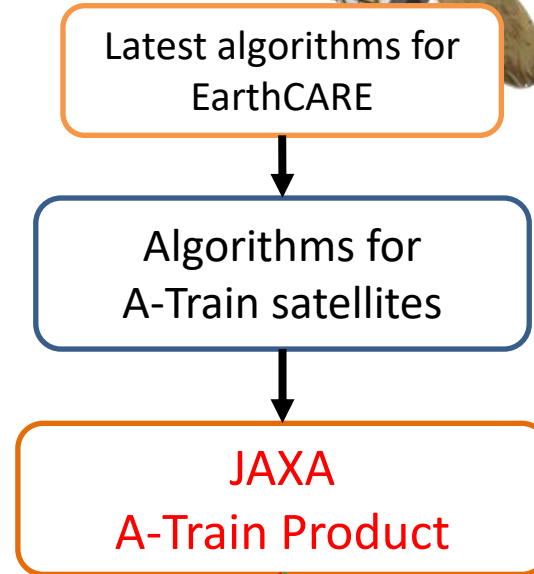 Latest algorithms for
EarthCARE
Algorithms for
A-Train satellites
JAXA
A-Train Product